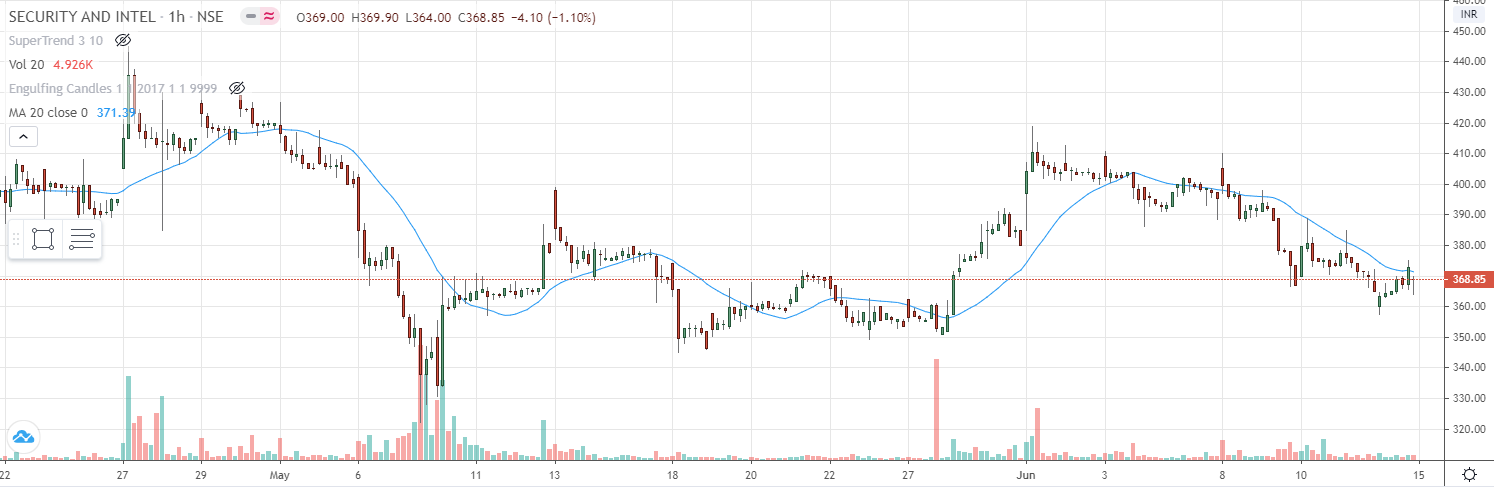 SECURITY AND INTEL · 1h · NSE O369.00 H369.90 L364.00 C368.85 −4.10 (−1.10%)
SuperTrend 3 10
Vol 20 4.926K
Engulfing Candles 1 1 2017 1 1 9999
MA 20 close 0 371.39
460.00
INR
450.00
440.00
430.00
420.00
410.00
400.00
390.00
380.00
368.85
360.00
350.00
340.00
330.00
320.00
22 27 29 May 6 11 13 18 20 22 27 Jun 3 8 10 15